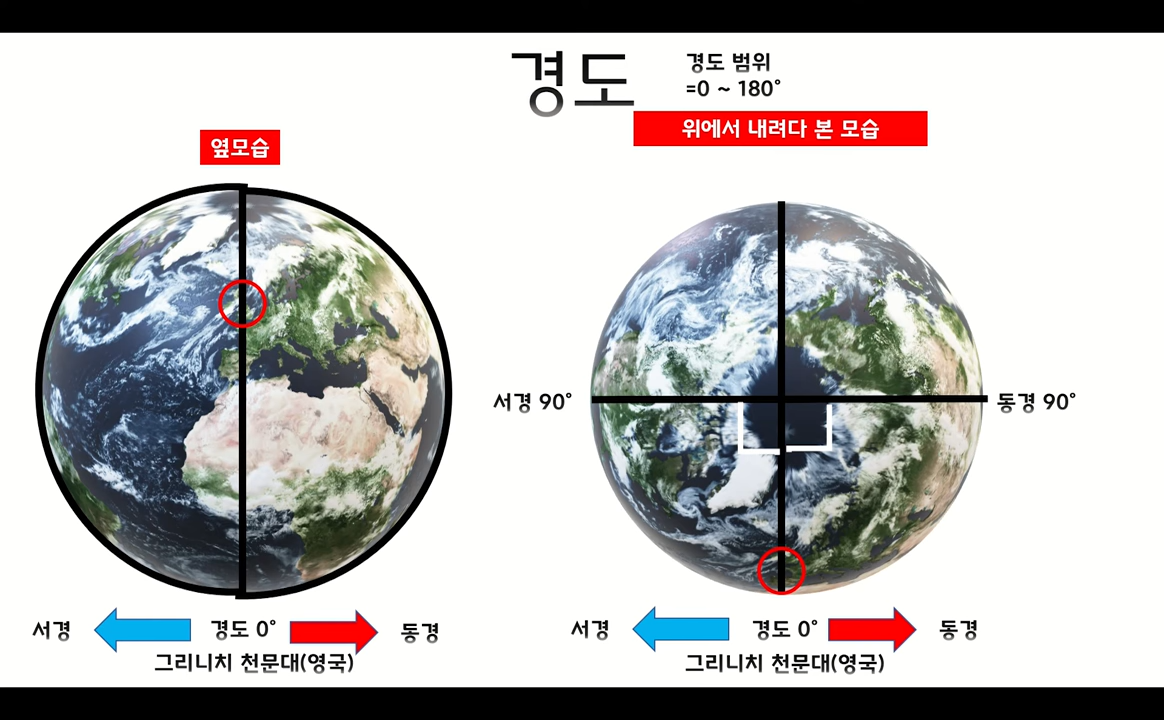 경도
경도 범위
=0 ~ 180°
위에서 내려다 본 모습
옆모습
서경 90°
동경 90°
서경
경도 0°
동경
그리니치 천문대(영국)
서경
경도 0°
동경
그리니치 천문대(영국)